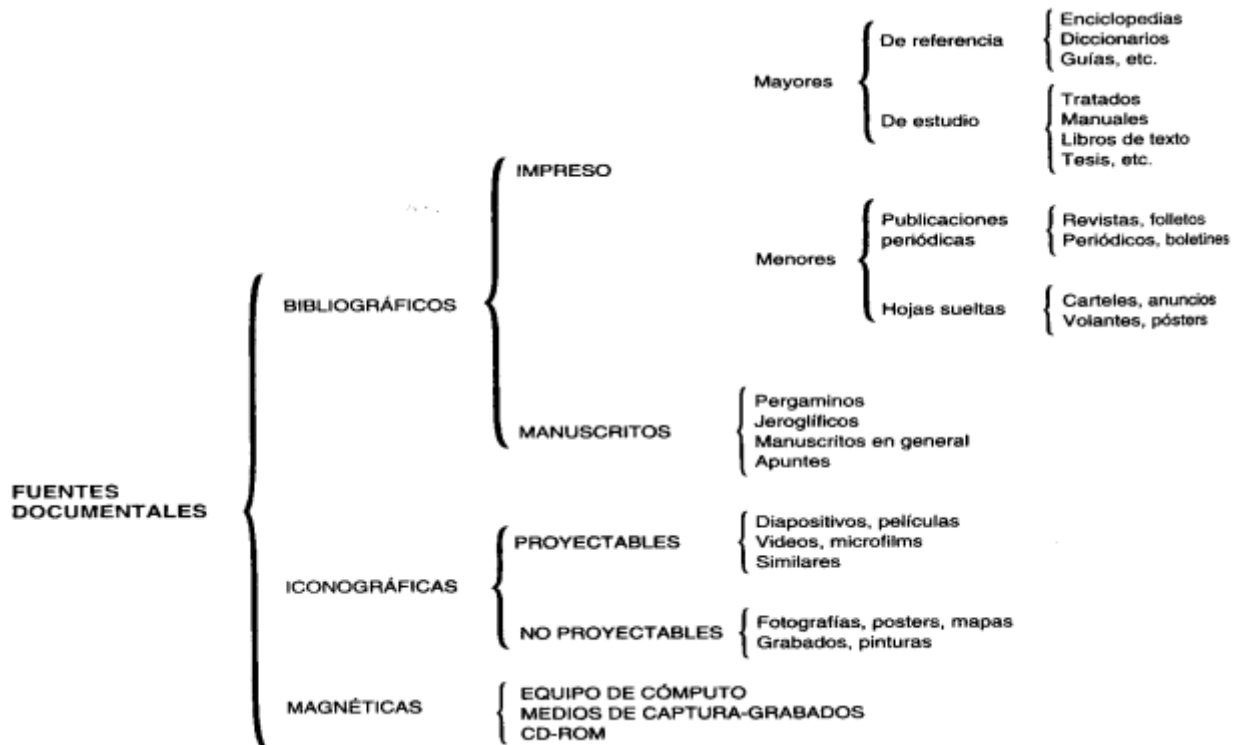 FUENTES
DOCUMENTALES
BIBLIOGRÁFICOS
IMPRESO
Mayores
De referencia
Enciclopedias
Diccionarios
Guías, etc.
De estudio
Tratados
Manuales
Libros de texto
Tesis, etc.
Menores
Publicaciones
periódicas
Revistas, folletos
Periódicos, boletines
Hojas sueltas
Carteles, anuncios
Volantes, pósters
MANUSCRITOS
Pergaminos
Jeroglíficos
Manuscritos en general
Apuntes
ICONOGRÁFICAS
PROYECTABLES
Diapositivos, películas
Videos, microfilms
Similares
NO PROYECTABLES
Fotografías, posters, mapas
Grabados, pinturas
MAGNÉTICAS
EQUIPO DE CÓMPUTO
MEDIOS DE CAPTURA-GRABADOS
CD-ROM